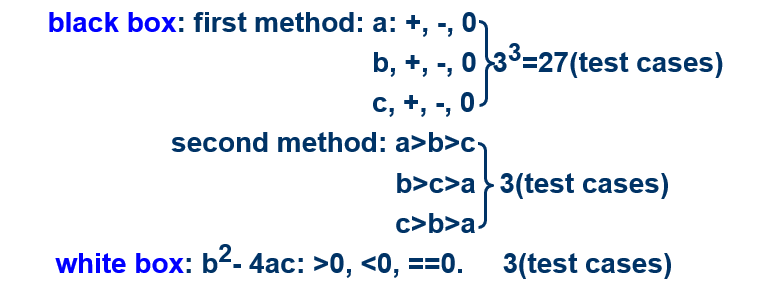 black box: first method: a: +, -, 0
b, +, -, 0 3³=27(test cases)
c, +, -, 0
second method: a>b>c
b>c>a 3(test cases)
c>b>a
white box: b²- 4ac: >0, <0, ==0. 3(test cases)